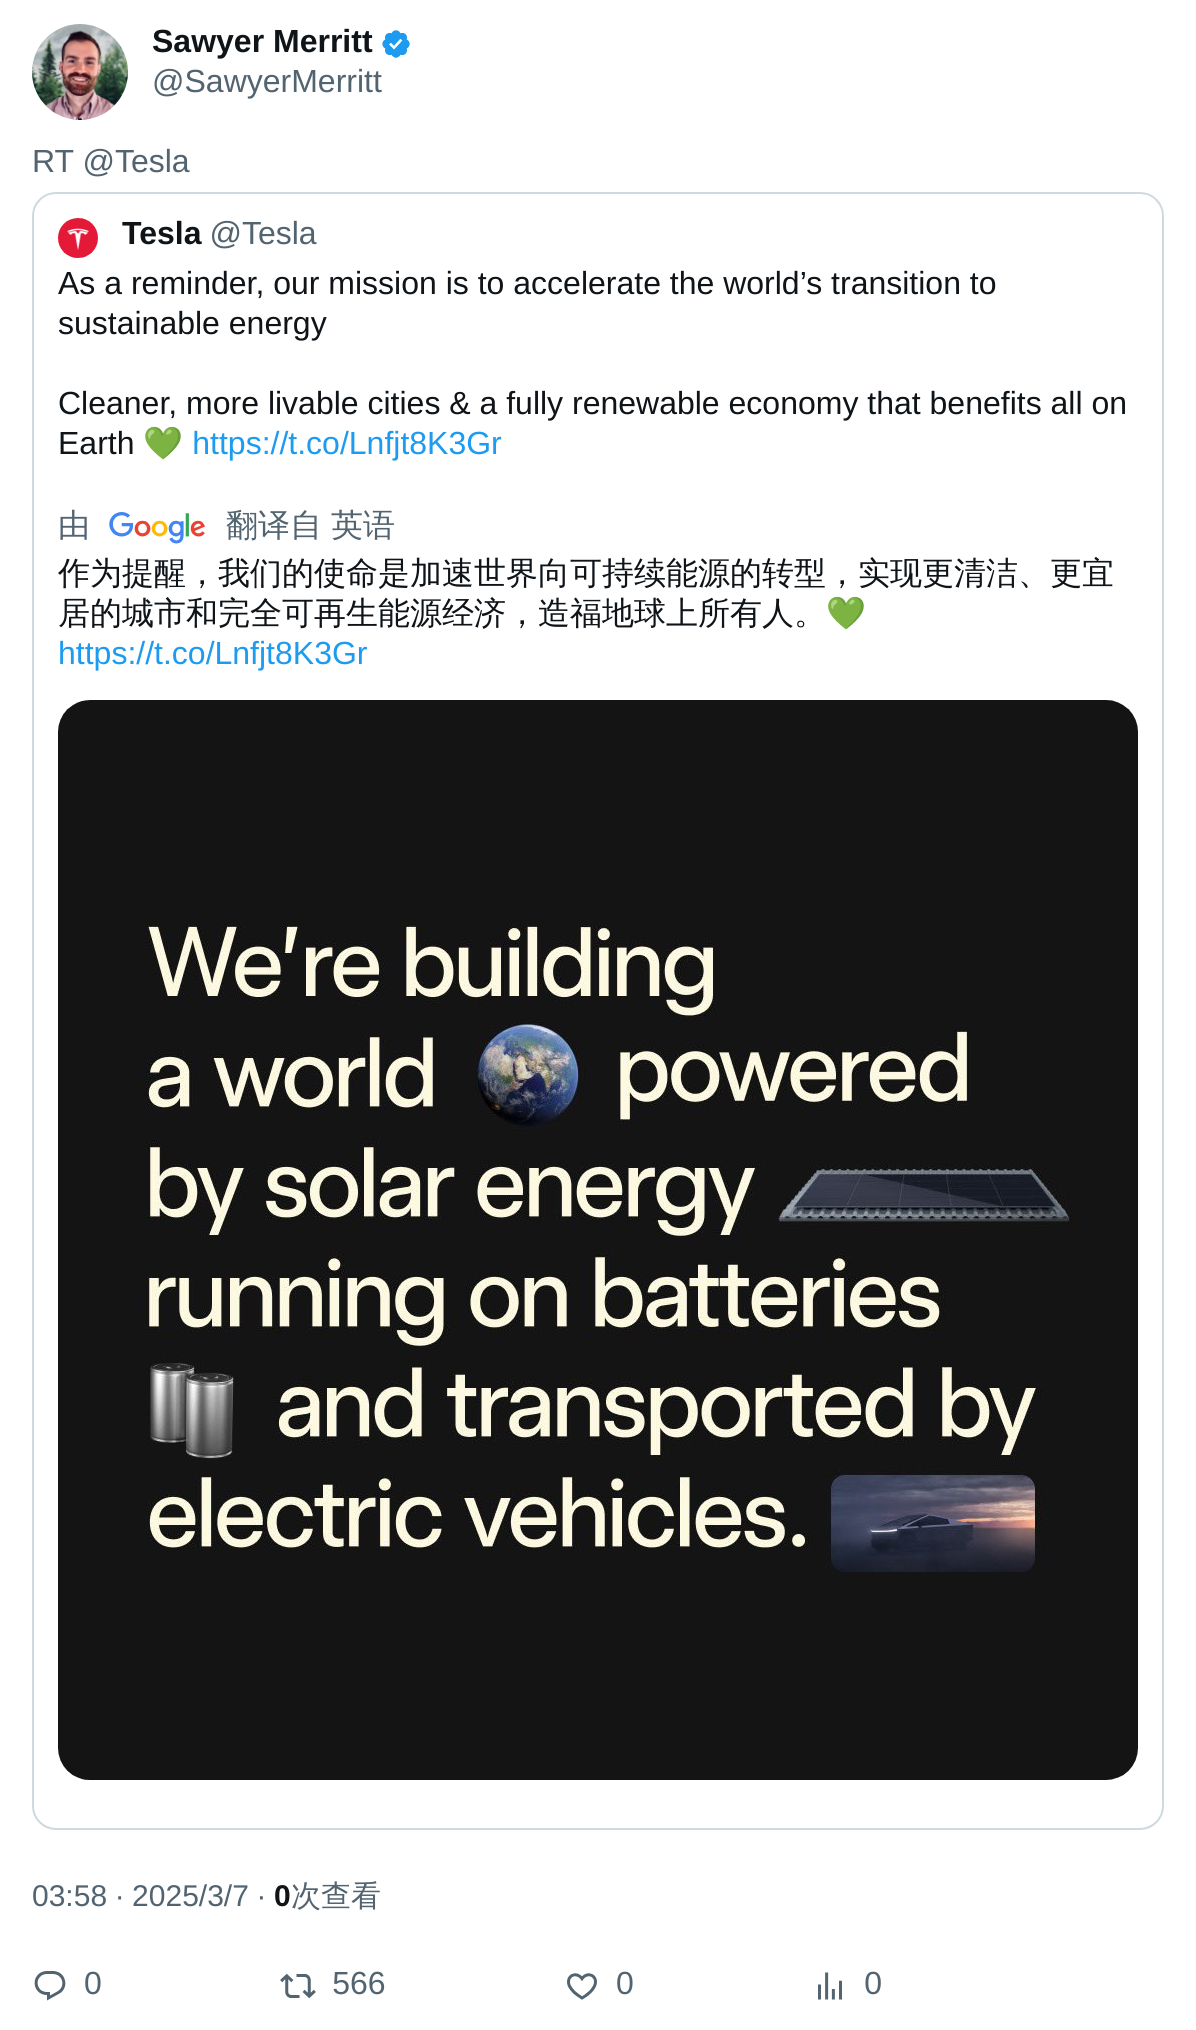 Sawyer Merritt
@SawyerMerritt
RT @Tesla
Tesla @Tesla
As a reminder, our mission is to accelerate the world’s transition to
sustainable energy
Cleaner, more livable cities & a fully renewable economy that benefits all on
Earth 💚 https://t.co/Lnfjt8K3Gr
由 Google 翻译自 英语
作为提醒，我们的使命是加速世界向可持续能源的转型，实现更清洁、更宜
居的城市和完全可再生能源经济，造福地球上所有人。💚
https://t.co/Lnfjt8K3Gr
We're building
a world powered
by solar energy
running on batteries
and transported by
electric vehicles.
03:58 · 2025/3/7 · 0次查看
0 566 0 0